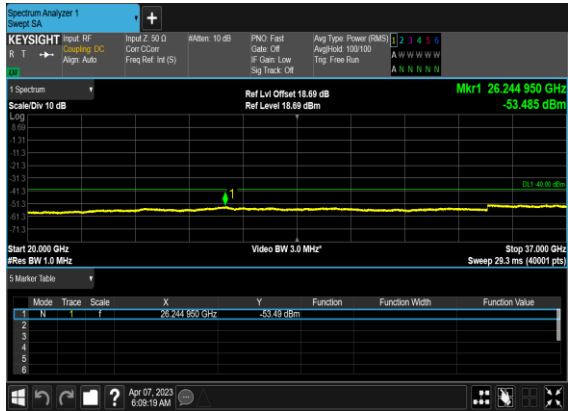 Spectrum Analyzer 1
Swept SA
+
KEYSIGHT Input: RF Input Z: 50 Ω #Atten: 10 dB PNO: Fast Avg Type: Power (RMS) 1 2 3 4 5 6
R T Coupling: DC Corr CCorr Gate: Off Avg|Hold: 100/100 A W W W W W
Align: Auto Freq Ref: Int (S) IF Gain: Low Trig: Free Run
LU Sig Track: Off A N N N N N
1 Spectrum Ref Lvl Offset 18.69 dB Mkr1 26.244 950 GHz
Scale/Div 10 dB Ref Level 18.69 dBm -53.485 dBm
Log
8.69
-1.31
-11.3
-21.3
-31.3 DL1 -40.00 dBm
-41.3
1
-51.3
-61.3
-71.3
Start 20.000 GHz Video BW 3.0 MHz* Stop 37.000 GHz
#Res BW 1.0 MHz Sweep 29.3 ms (40001 pts)
5 Marker Table
Mode Trace Scale X Y Function Function Width Function Value
1 N 1 f 26.244 950 GHz -53.49 dBm
2
3
4
5
6
? Apr 07, 2023
6:09:19 AM